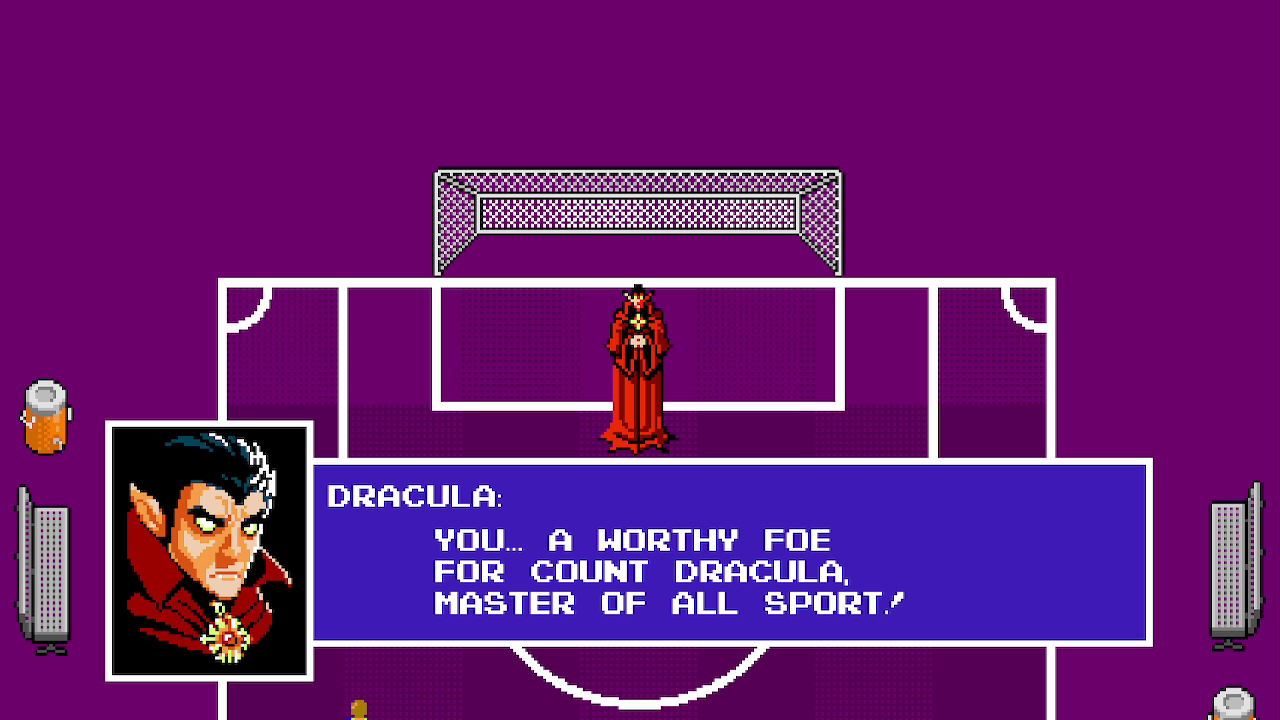 DRACULA:
YOU... A WORTHY FOE
FOR COUNT DRACULA,
MASTER OF ALL SPORT!